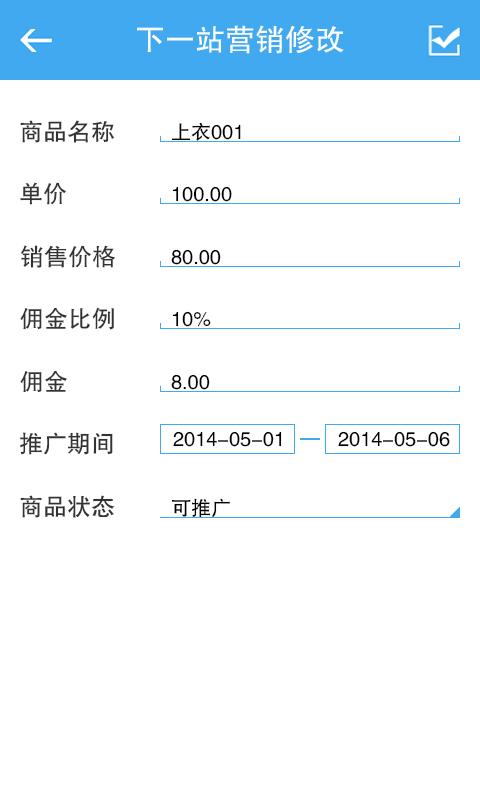 下一站营销修改
商品名称 上衣001
单价 100.00
销售价格 80.00
佣金比例 10%
佣金 8.00
推广期间 2014-05-01 — 2014-05-06
商品状态 可推广